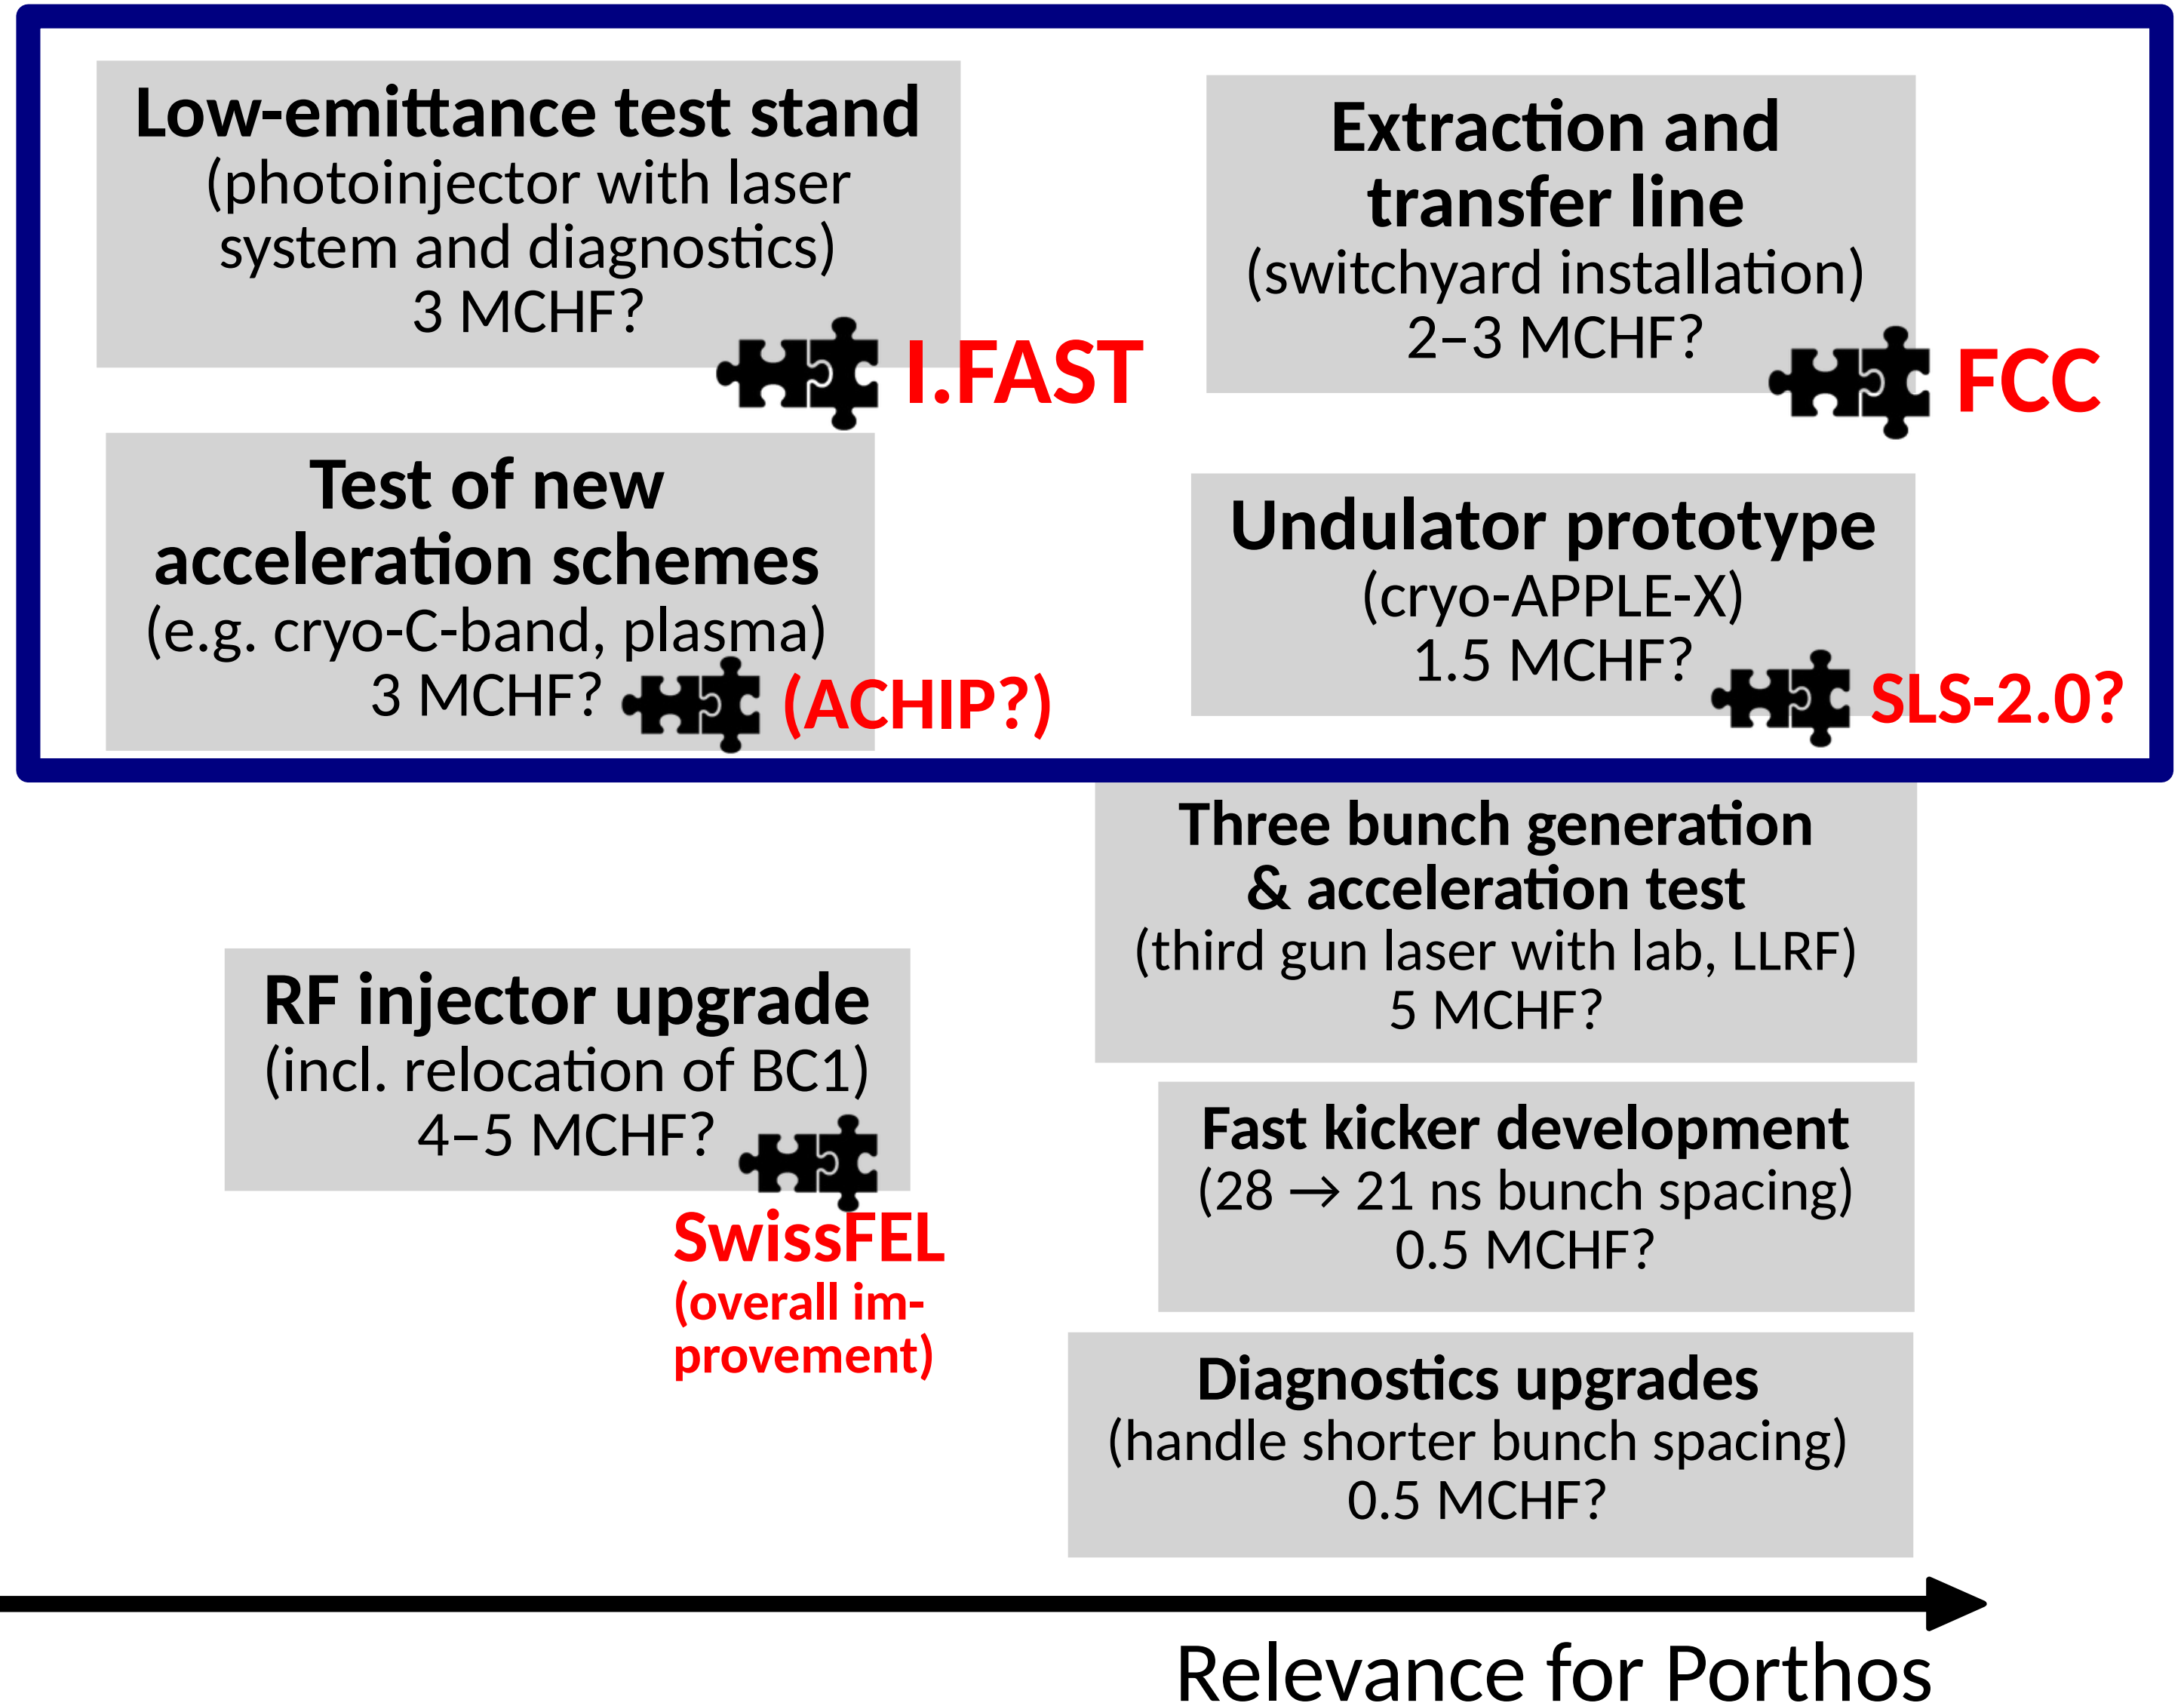 Low-emittance test stand
(photoinjector with laser
system and diagnostics)
3 MCHF?
I.FAST
Extraction and
transfer line
(switchyard installation)
2–3 MCHF?
FCC
Test of new
acceleration schemes
(e.g. cryo-C-band, plasma)
3 MCHF?
(ACHIP?)
Undulator prototype
(cryo-APPLE-X)
1.5 MCHF?
SLS-2.0?
Three bunch generation
& acceleration test
(third gun laser with lab, LLRF)
5 MCHF?
RF injector upgrade
(incl. relocation of BC1)
4–5 MCHF?
SwissFEL
(overall im-
provement)
Fast kicker development
(28 → 21 ns bunch spacing)
0.5 MCHF?
Diagnostics upgrades
(handle shorter bunch spacing)
0.5 MCHF?
Relevance for Porthos